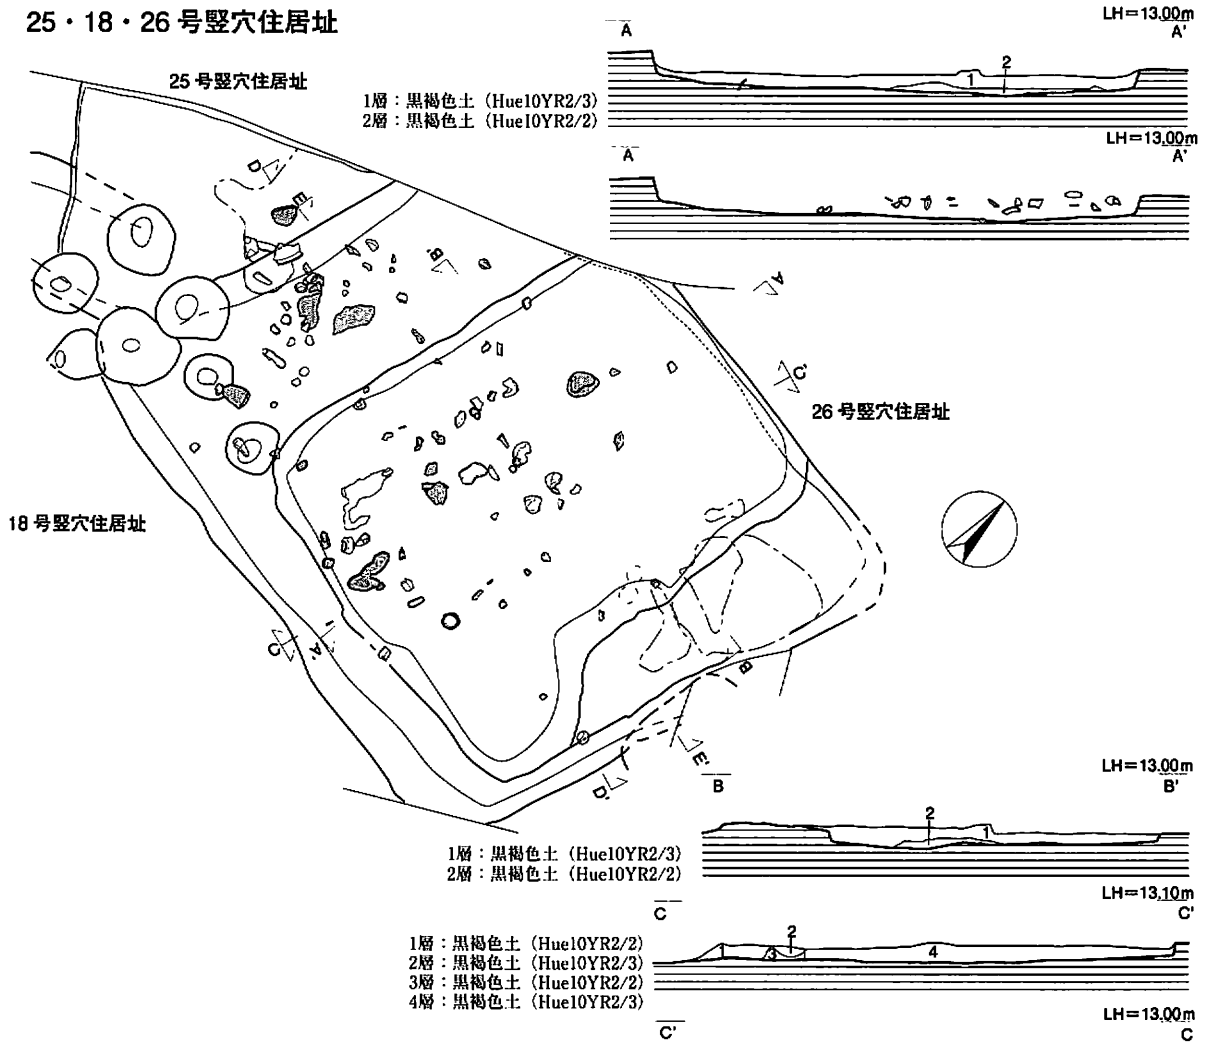 25・18・26 号竪穴住居址
LH=13.00m
A
A'
25 号竪穴住居址
1層：黒褐色土（Hue10YR2/3）
2層：黒褐色土（Hue10YR2/2）
2
1
LH=13.00m
A
A'
D
E
B'
A
C'
26 号竪穴住居址
18 号竪穴住居址
C
A'
B
E'
D'
LH=13.00m
B
B'
2
1
1層：黒褐色土（Hue10YR2/3）
2層：黒褐色土（Hue10YR2/2）
LH=13.10m
C
C'
1層：黒褐色土（Hue10YR2/2）
2層：黒褐色土（Hue10YR2/3）
3層：黒褐色土（Hue10YR2/2）
4層：黒褐色土（Hue10YR2/3）
1
3
2
4
LH=13.00m
C'
C